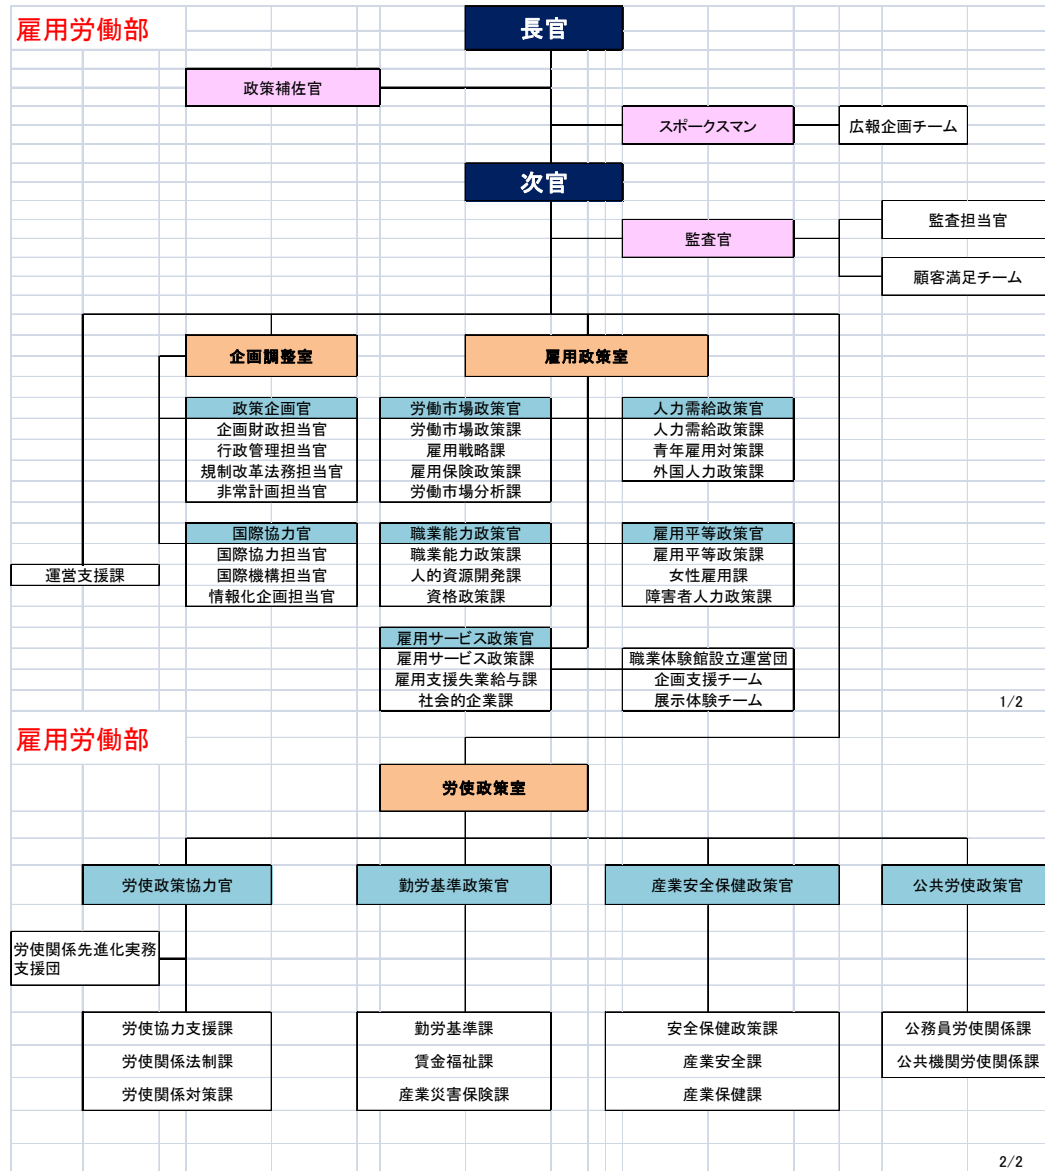 雇用労働部
長官
政策補佐官
スポークスマン
広報企画チーム
次官
監査官
監査担当官
顧客満足チーム
企画調整室
雇用政策室
政策企画官
企画財政担当官
行政管理担当官
規制改革法務担当官
非常計画担当官
労働市場政策官
労働市場政策課
雇用戦略課
雇用保険政策課
労働市場分析課
人力需給政策官
人力需給政策課
青年雇用対策課
外国人力政策課
国際協力官
国際協力担当官
国際機構担当官
情報化企画担当官
職業能力政策官
職業能力政策課
人的資源開発課
資格政策課
雇用平等政策官
雇用平等政策課
女性雇用課
障害者人力政策課
運営支援課
雇用サービス政策官
雇用サービス政策課
雇用支援失業給与課
社会的企業課
職業体験館設立運営団
企画支援チーム
展示体験チーム
1/2
雇用労働部
労使政策室
労使政策協力官
勤労基準政策官
産業安全保健政策官
公共労使政策官
労使関係先進化実務
支援団
労使協力支援課
労使関係法制課
労使関係対策課
勤労基準課
賃金福祉課
産業災害保険課
安全保健政策課
産業安全課
産業保健課
公務員労使関係課
公共機関労使関係課
2/2